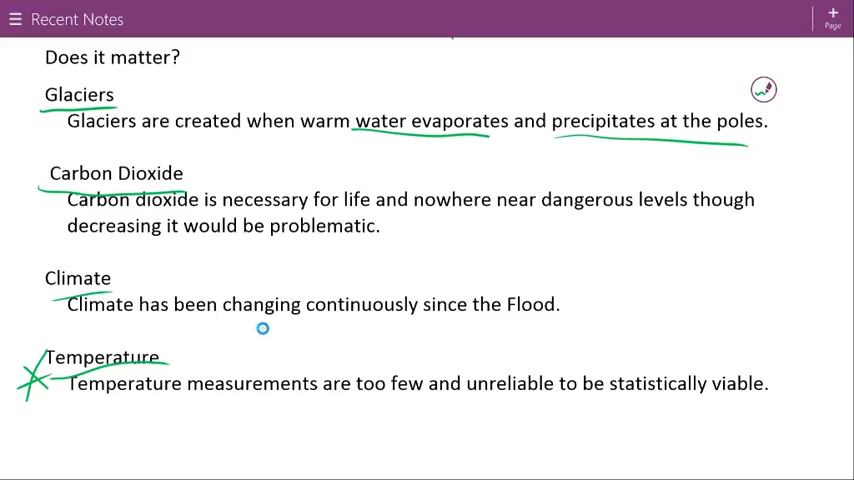 Recent Notes
Page
Does it matter?
Glaciers
Glaciers are created when warm water evaporates and precipitates at the poles.
Carbon Dioxide
Carbon dioxide is necessary for life and nowhere near dangerous levels though
decreasing it would be problematic.
Climate
Climate has been changing continuously since the Flood.
Temperature
Temperature measurements are too few and unreliable to be statistically viable.